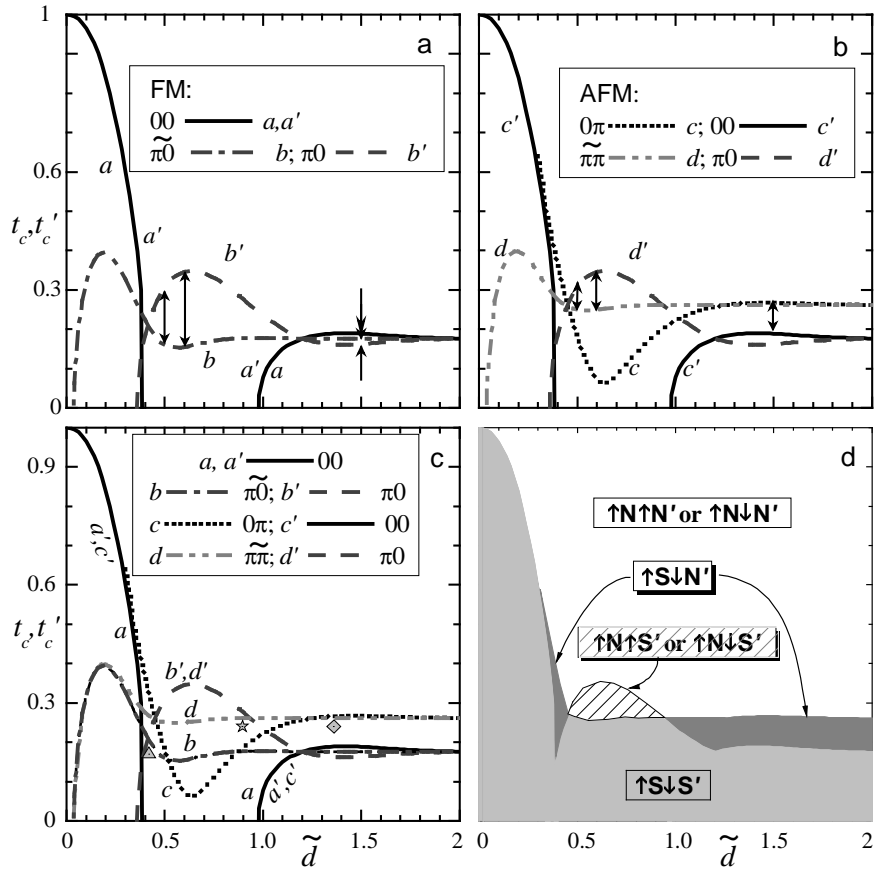 1
0.6
0.3
0
t_c,t_c'
a
FM:
00 a,a'
π̃0 b; π0 b'
a
a'
b'
b
a'
a
b
AFM:
0π c; 00 c'
π̃π d; π0 d'
c'
d
d'
c
c'
0
0.9
0.6
0.3
0
t_c,t_c'
c
a, a' 00
b π̃0; b' π0
c 0π; c' 00
d π̃π; d' π0
a',c'
a
b',d'
d
b
c
a
a',c'
0 0.5 1.0 1.5 2
d̃
d
↑N↑N' or ↑N↓N'
↑S↓N'
↑N↑S' or ↑N↓S'
↑S↓S'
0 0.5 1.0 1.5 2
d̃